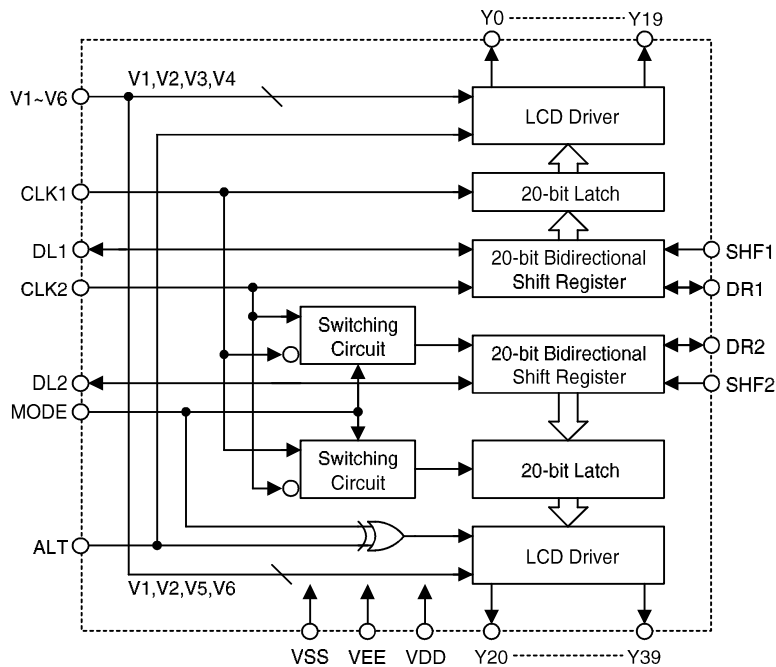 Y0 Y19
V1,V2,V3,V4
V1~V6
LCD Driver
CLK1
20-bit Latch
DL1
20-bit Bidirectional
Shift Register
SHF1
CLK2
DR1
Switching
Circuit
20-bit Bidirectional
Shift Register
DR2
DL2
SHF2
MODE
Switching
Circuit
20-bit Latch
ALT
LCD Driver
V1,V2,V5,V6
VSS VEE VDD Y20 Y39